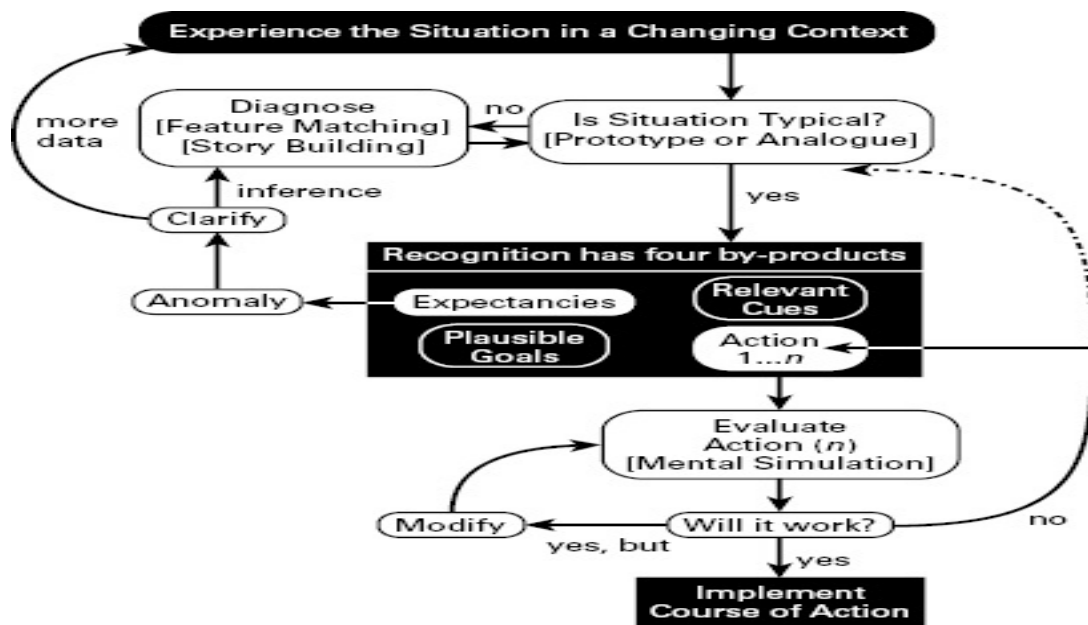 Experience the Situation in a Changing Context
more
data
Diagnose
[Feature Matching]
[Story Building]
no
Is Situation Typical?
[Prototype or Analogue]
inference
yes
Clarify
Recognition has four by-products
Anomaly
Expectancies
Relevant
Cues
Plausible
Goals
Action
1...n
Evaluate
Action (n)
[Mental Simulation]
Modify
Will it work?
no
yes, but
yes
Implement
Course of Action